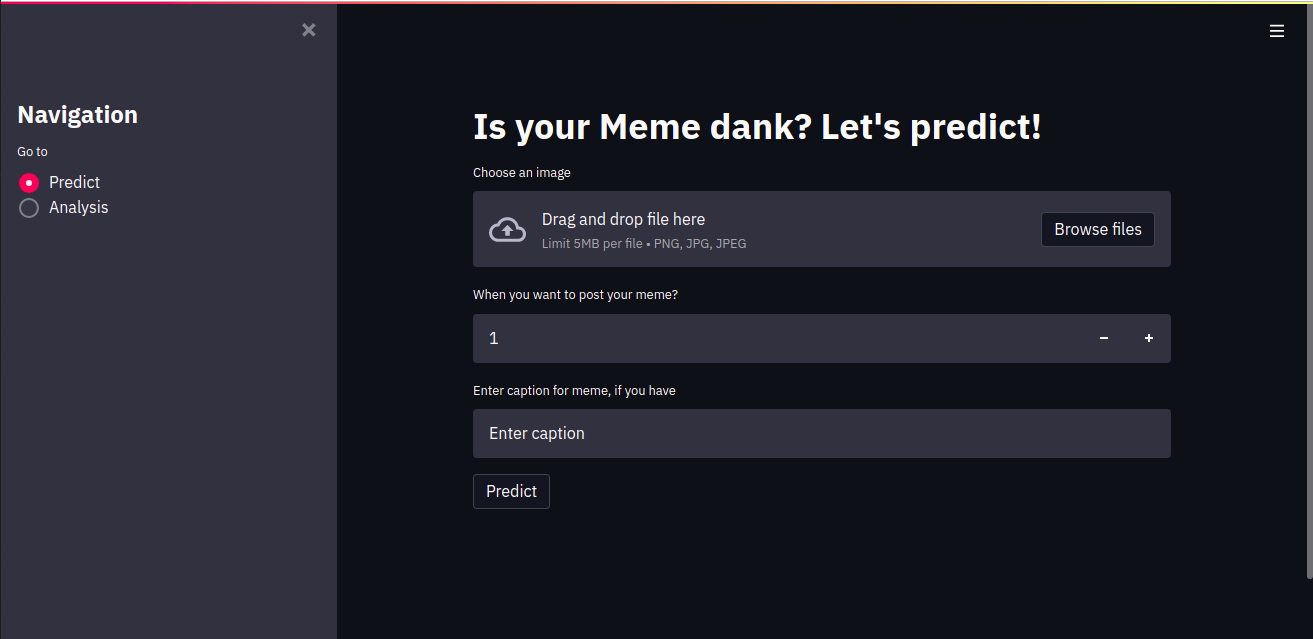 Navigation
Go to
Predict
Analysis
Is your Meme dank? Let's predict!
Choose an image
Drag and drop file here
Limit 5MB per file • PNG, JPG, JPEG
Browse files
When you want to post your meme?
1
Enter caption for meme, if you have
Enter caption
Predict